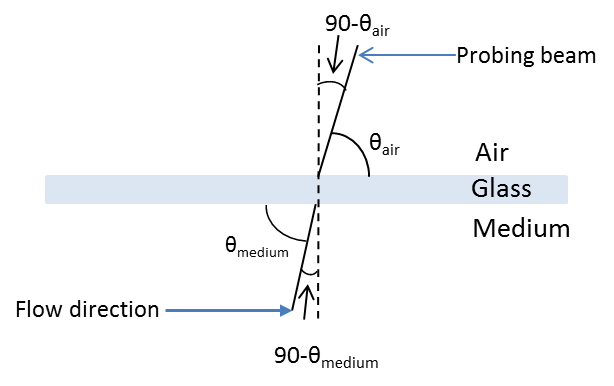 90-θair
Probing beam
θair
Air
Glass
Medium
θmedium
Flow direction
90-θmedium